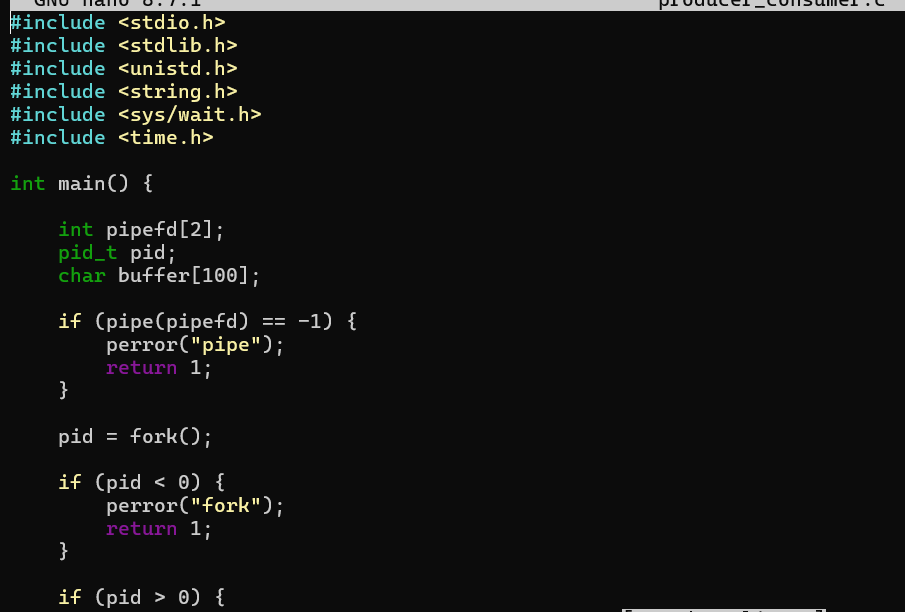 GNU nano 8.7.1 producer_consumer.c
#include <stdio.h>
#include <stdlib.h>
#include <unistd.h>
#include <string.h>
#include <sys/wait.h>
#include <time.h>
int main() {
    int pipefd[2];
    pid_t pid;
    char buffer[100];
    if (pipe(pipefd) == -1) {
        perror("pipe");
        return 1;
    }
    pid = fork();
    if (pid < 0) {
        perror("fork");
        return 1;
    }
    if (pid > 0) {